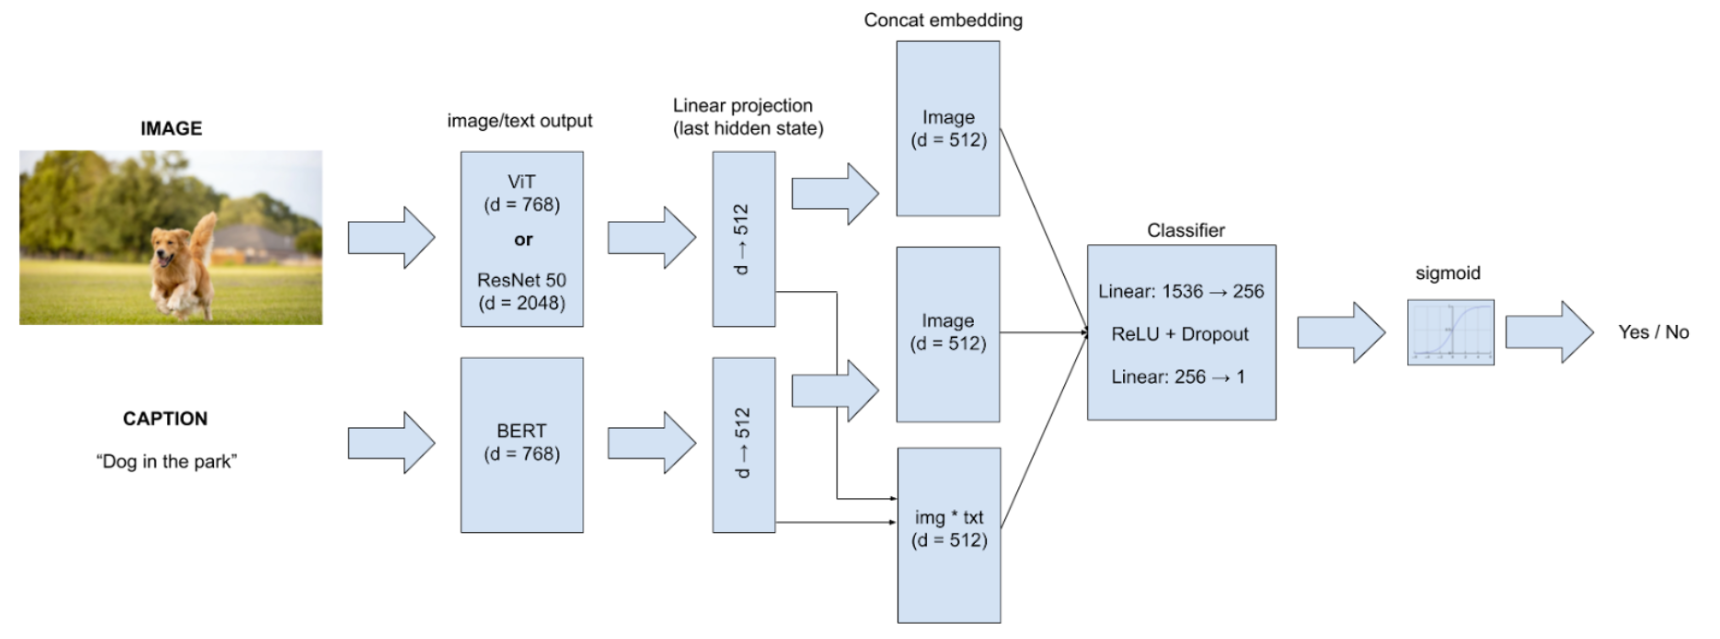 Concat embedding
IMAGE
image/text output
Linear projection
(last hidden state)
ViT
(d = 768)
or
ResNet 50
(d = 2048)
d → 512
Image
(d = 512)
CAPTION
“Dog in the park”
BERT
(d = 768)
d → 512
Image
(d = 512)
img * txt
(d = 512)
Classifier
Linear: 1536 → 256
ReLU + Dropout
Linear: 256 → 1
sigmoid
Yes / No